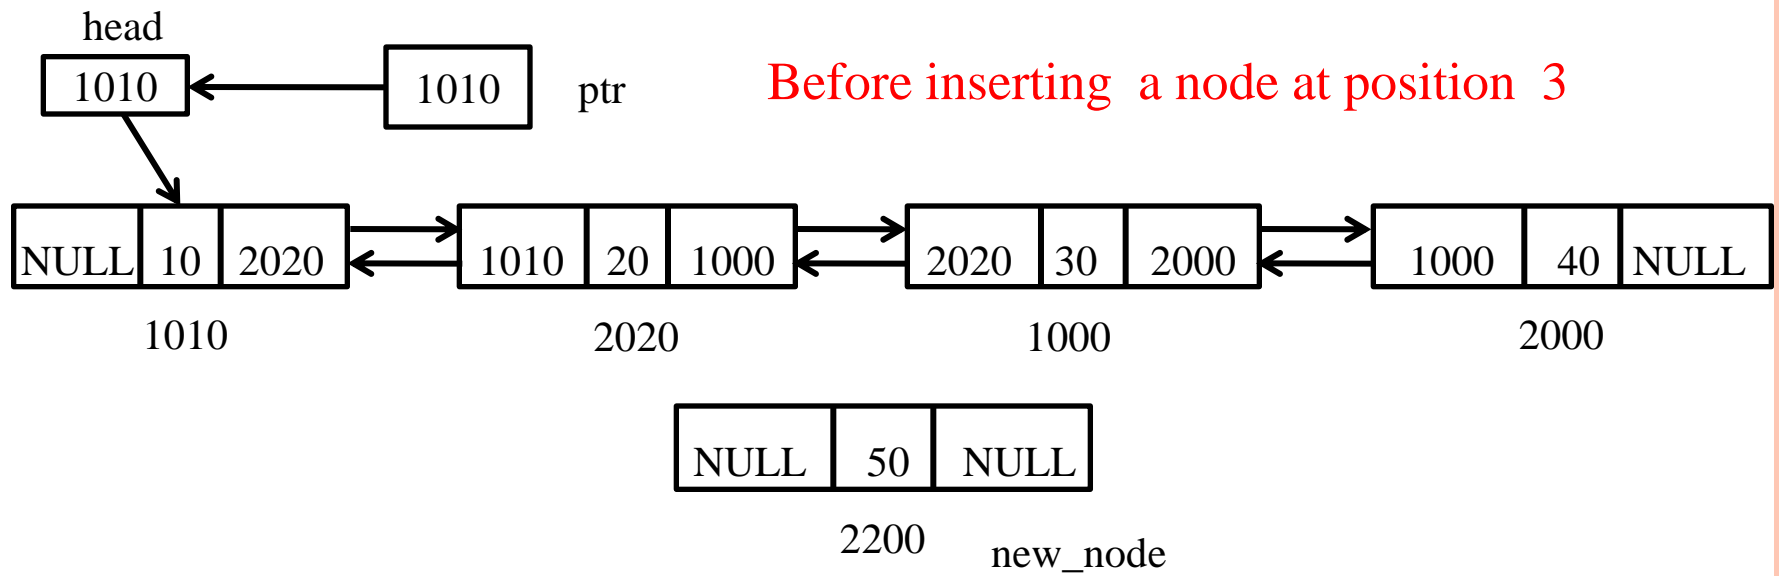 head
1010 1010 ptr Before inserting a node at position 3
NULL 10 2020 1010 20 1000 2020 30 2000 1000 40 NULL
1010 2020 1000 2000
NULL 50 NULL
2200 new_node